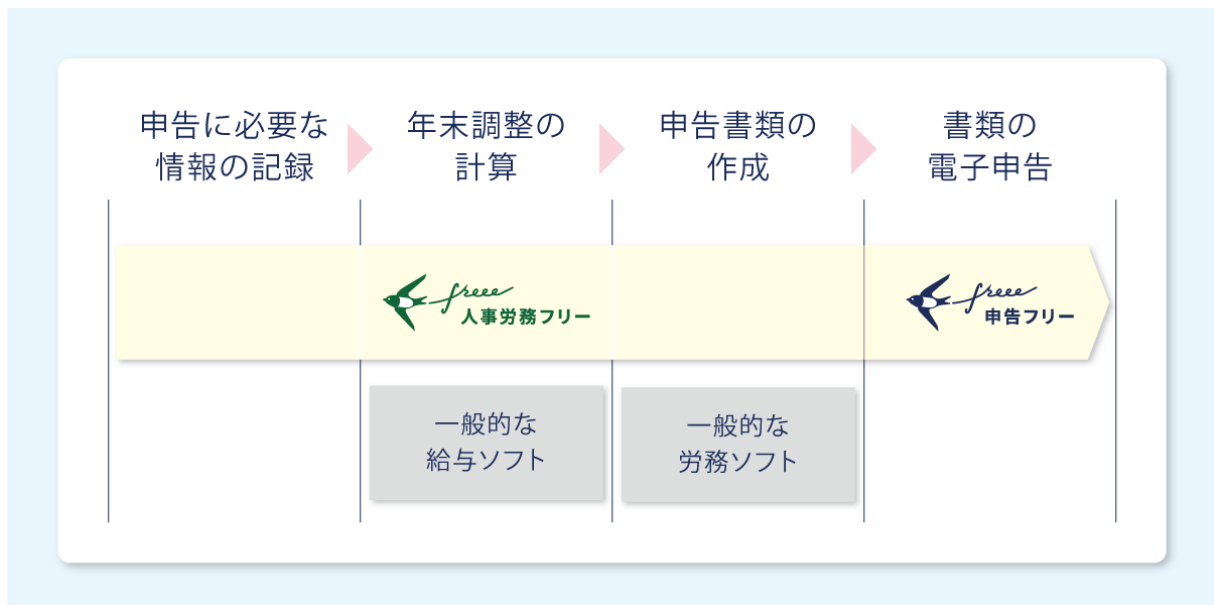 申告に必要な
情報の記録
年末調整の
計算
申告書類の
作成
書類の
電子申告
freee
人事労務フリー
freee
申告フリー
一般的な
給与ソフト
一般的な
労務ソフト